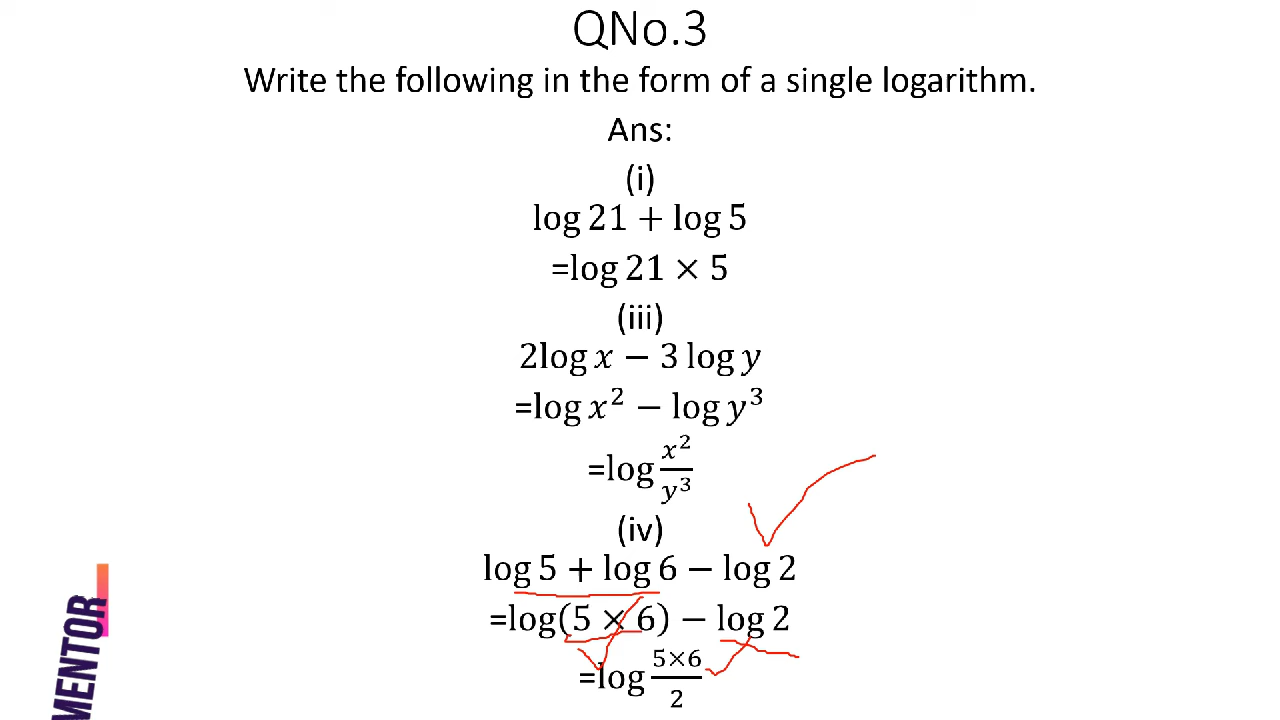 QNo.3
Write the following in the form of a single logarithm.
Ans:
(i)
log 21 + log 5
=log 21 × 5
(iii)
2log x − 3 log y
=log x² − log y³
=log x²/y³
(iv)
log 5 + log 6 − log 2
=log(5 × 6) − log 2
=log 5×6/2
MENTOR